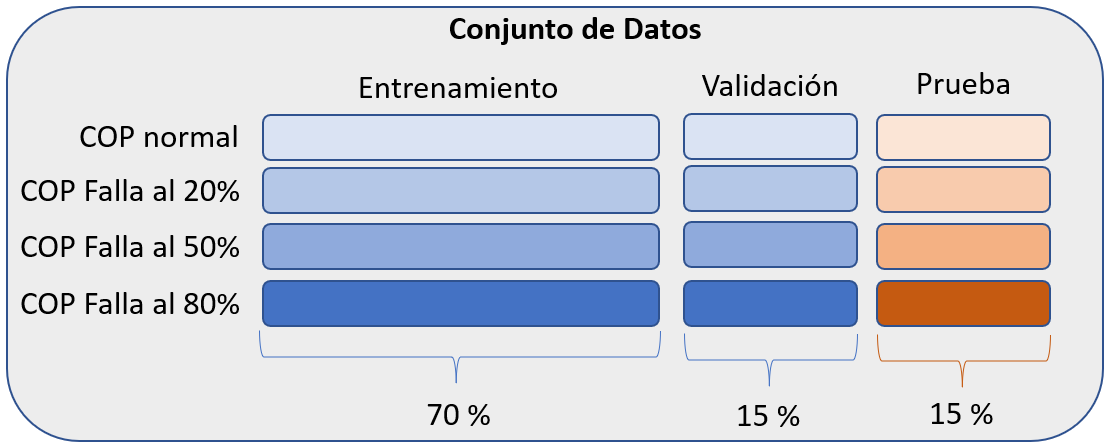 Conjunto de Datos
Entrenamiento
Validación
Prueba
COP normal
COP Falla al 20%
COP Falla al 50%
COP Falla al 80%
70 %
15 %
15 %